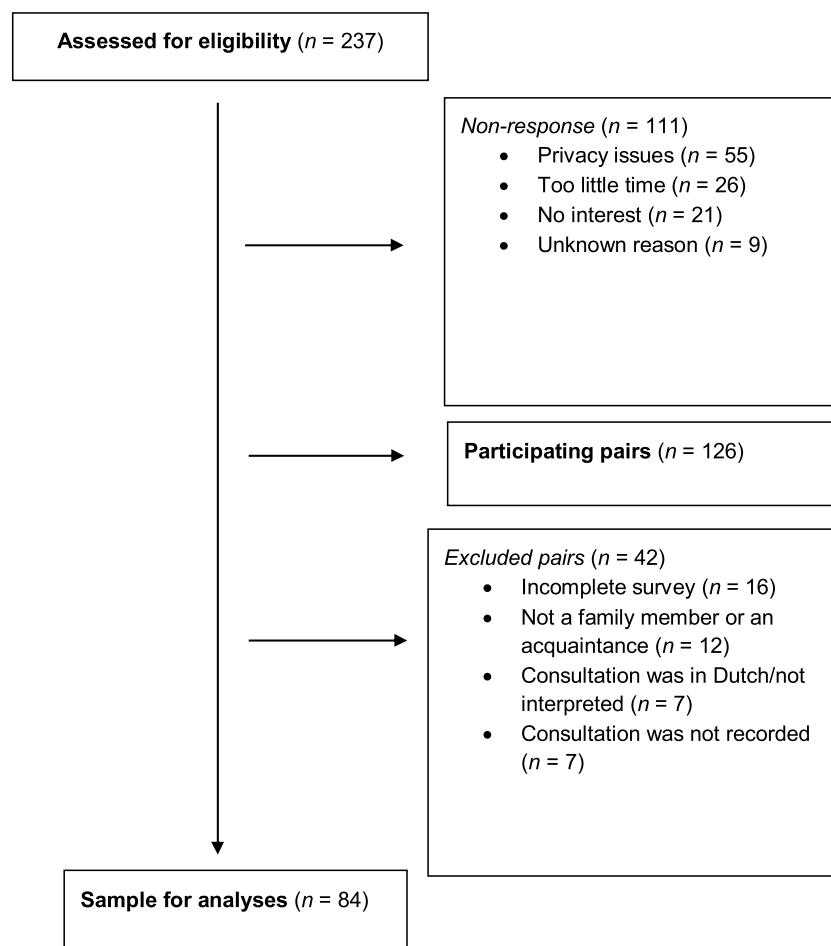 Assessed for eligibility (n = 237)
Non-response (n = 111)
• Privacy issues (n = 55)
• Too little time (n = 26)
• No interest (n = 21)
• Unknown reason (n = 9)
Participating pairs (n = 126)
Excluded pairs (n = 42)
• Incomplete survey (n = 16)
• Not a family member or an
acquaintance (n = 12)
• Consultation was in Dutch/not
interpreted (n = 7)
• Consultation was not recorded
(n = 7)
Sample for analyses (n = 84)